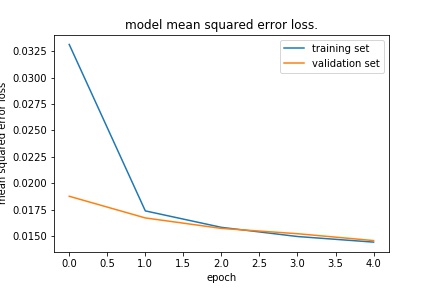 model mean squared error loss.
training set
validation set
mean squared error loss
0.0325
0.0300
0.0275
0.0250
0.0225
0.0200
0.0175
0.0150
0.0 0.5 1.0 1.5 2.0 2.5 3.0 3.5 4.0
epoch